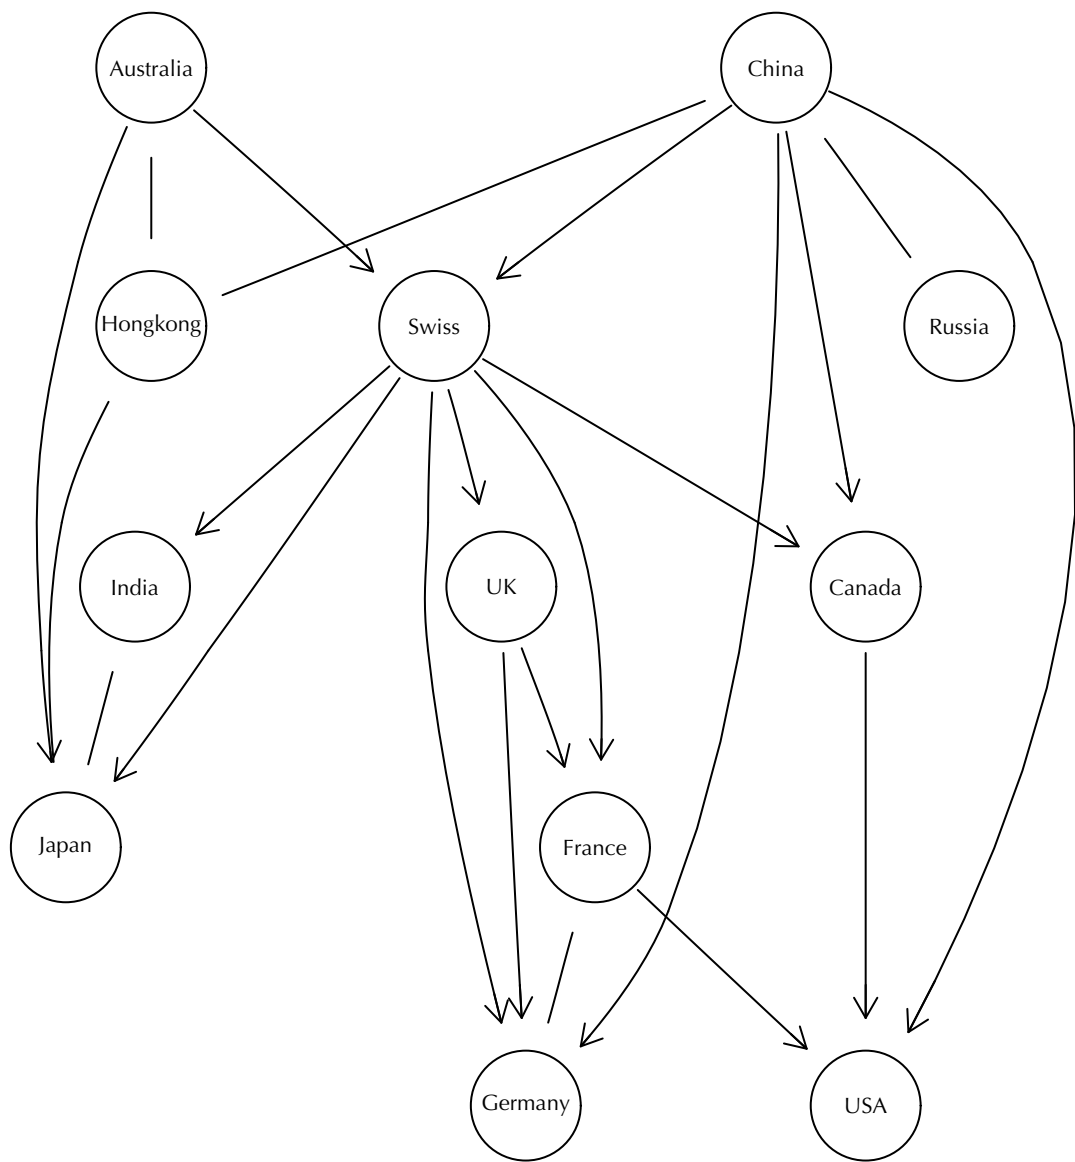 Australia
China
Hongkong
Swiss
Russia
India
UK
Canada
Japan
France
Germany
USA